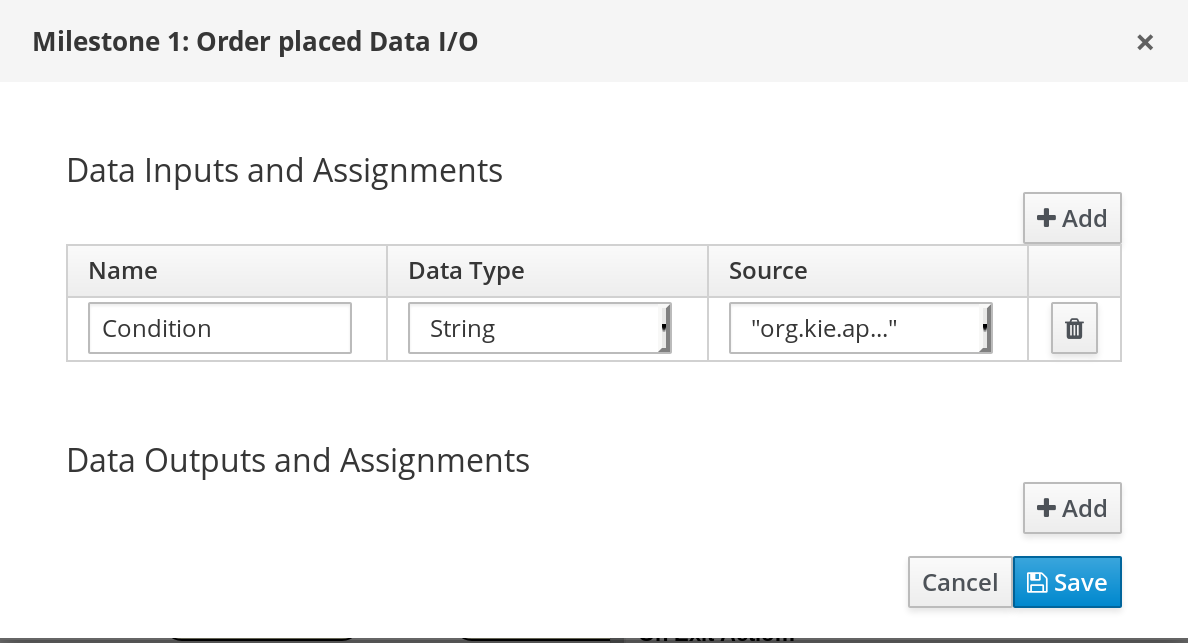 Milestone 1: Order placed Data I/O
Data Inputs and Assignments
Add
Name Data Type Source
Condition String "org.kie.ap..."
Data Outputs and Assignments
Add
Cancel Save